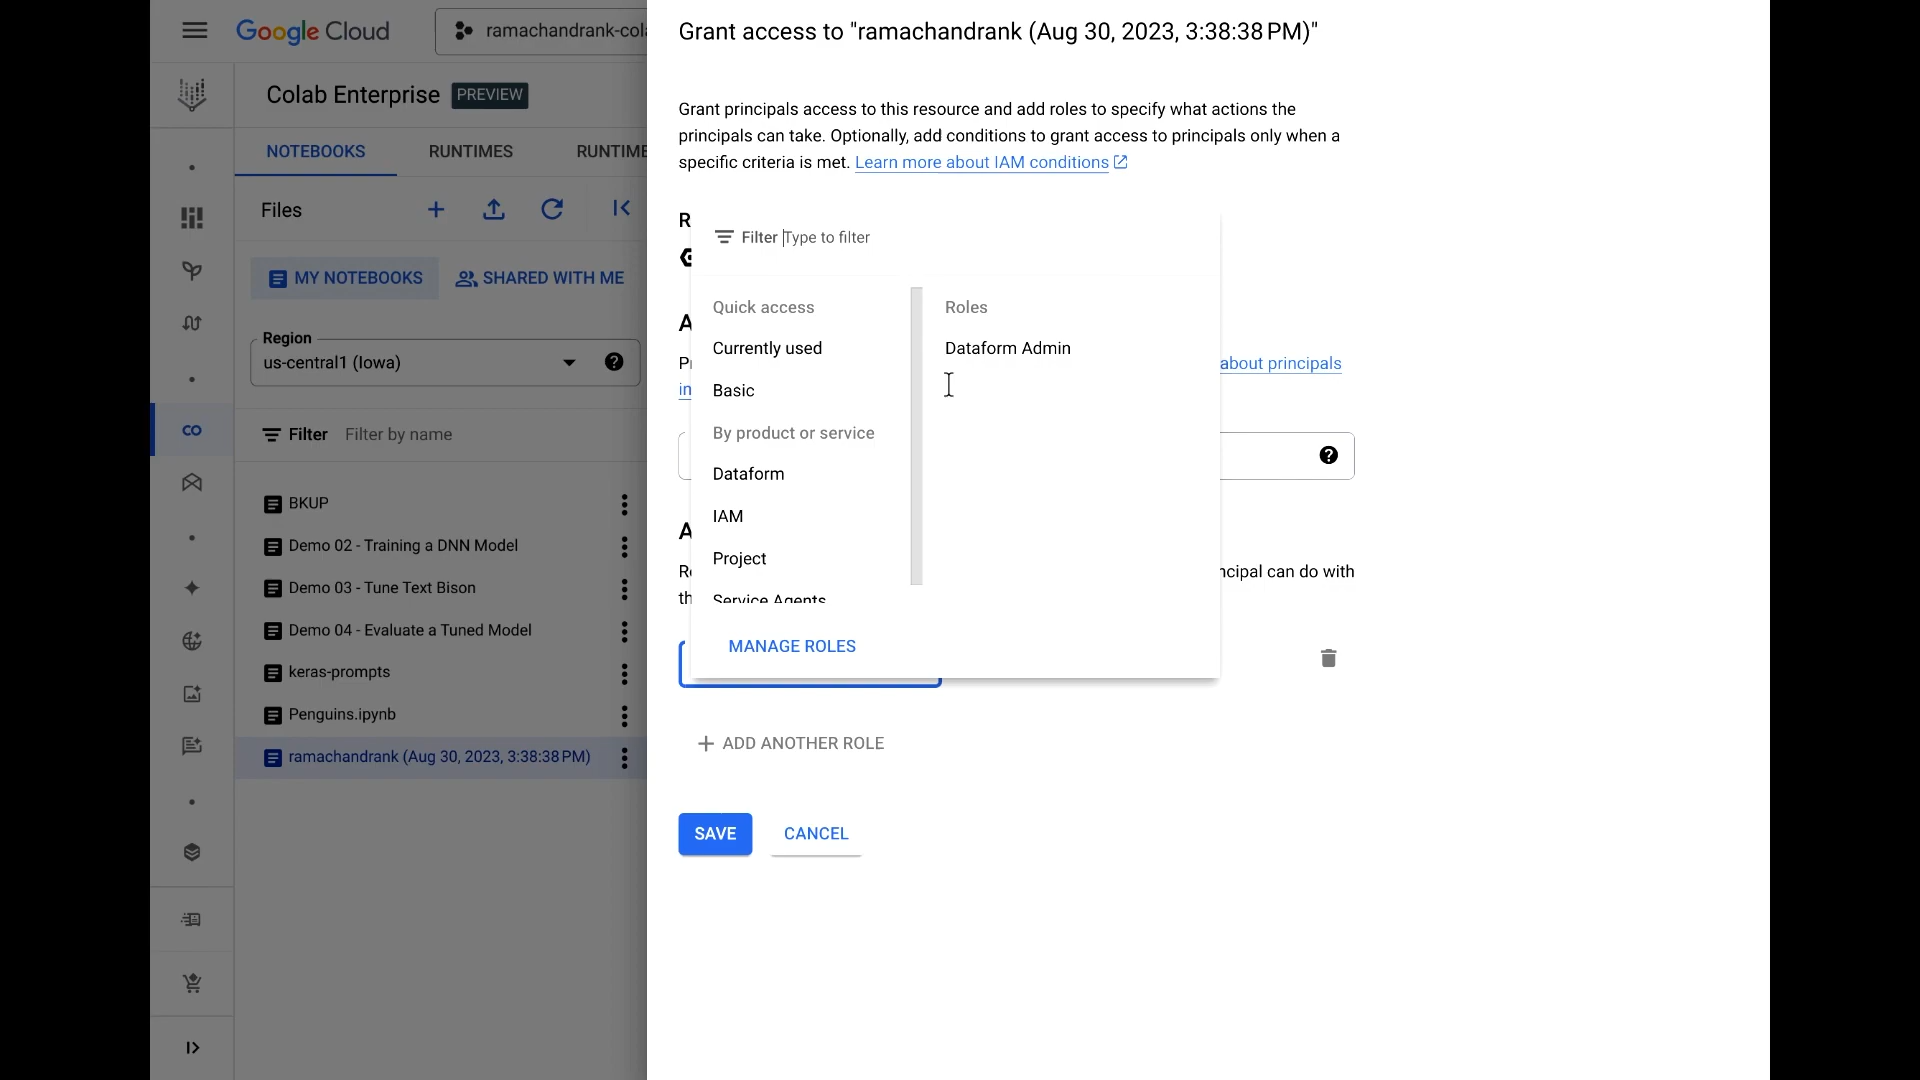 Google Cloud
ramachandrank-cola
Colab Enterprise PREVIEW
NOTEBOOKS RUNTIMES RUNTIME
Files
MY NOTEBOOKS SHARED WITH ME
Region
us-central1 (Iowa)
Filter Filter by name
BKUP
Demo 02 - Training a DNN Model
Demo 03 - Tune Text Bison
Demo 04 - Evaluate a Tuned Model
keras-prompts
Penguins.ipynb
ramachandrank (Aug 30, 2023, 3:38:38 PM)
Grant access to "ramachandrank (Aug 30, 2023, 3:38:38 PM)"
Grant principals access to this resource and add roles to specify what actions the
principals can take. Optionally, add conditions to grant access to principals only when a
specific criteria is met. Learn more about IAM conditions
R
Filter Type to filter
Quick access
Currently used
Basic
By product or service
Dataform
IAM
Project
Service Agents
Roles
Dataform Admin
MANAGE ROLES
A
Pr about principals
in
A
Ro ncipal can do with
th
ADD ANOTHER ROLE
SAVE CANCEL